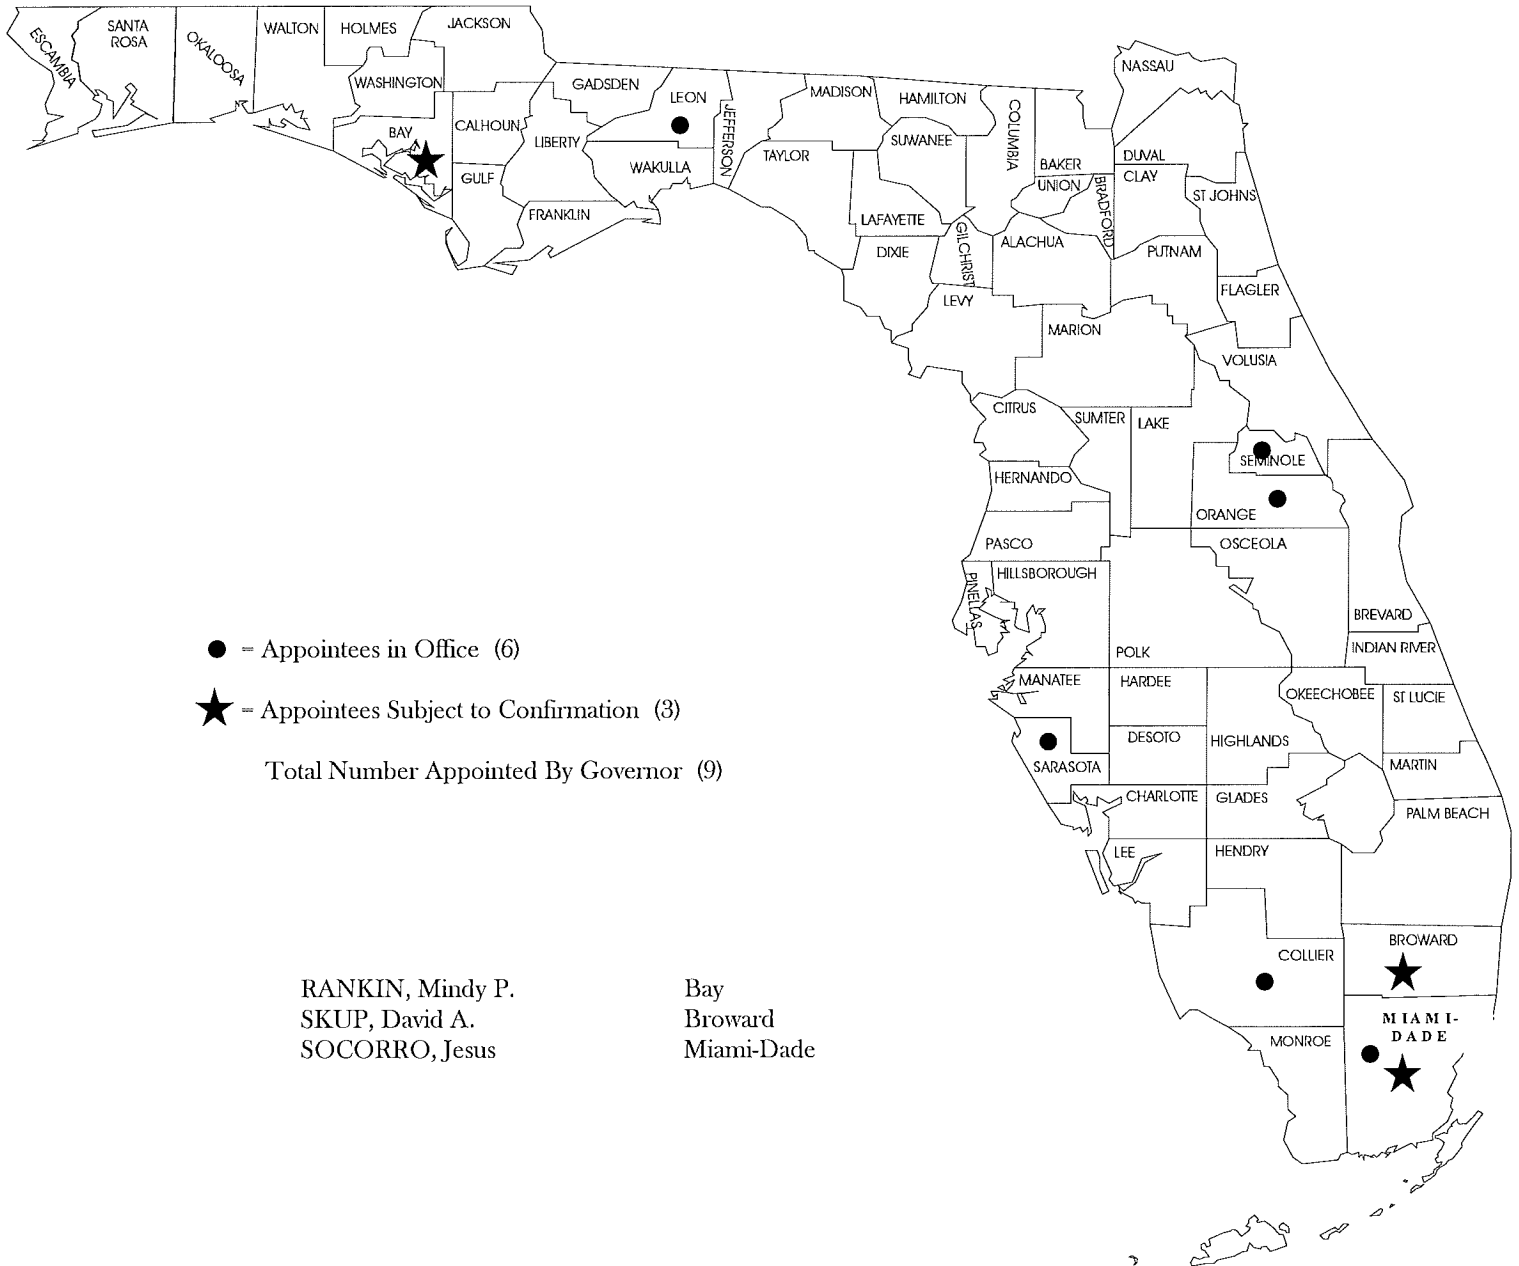 ESCAMBIA
SANTA
ROSA
OKALOOSA
WALTON
HOLMES
JACKSON
WASHINGTON
BAY
CALHOUN
GULF
GADSDEN
LIBERTY
FRANKLIN
LEON
WAKULLA
JEFFERSON
MADISON
TAYLOR
HAMILTON
SUWANEE
LAFAYETTE
DIXIE
COLUMBIA
GILCHRIST
BAKER
UNION
BRADFORD
ALACHUA
LEVY
NASSAU
DUVAL
CLAY
ST JOHNS
PUTNAM
FLAGLER
MARION
VOLUSIA
CITRUS
SUMTER
LAKE
SEMINOLE
HERNANDO
ORANGE
PASCO
OSCEOLA
PINELLAS
HILLSBOROUGH
POLK
BREVARD
INDIAN RIVER
MANATEE
HARDEE
OKEECHOBEE
ST LUCIE
DESOTO
HIGHLANDS
SARASOTA
MARTIN
CHARLOTTE
GLADES
PALM BEACH
LEE
HENDRY
COLLIER
BROWARD
MIAMI-
DADE
MONROE
= Appointees in Office (6)
= Appointees Subject to Confirmation (3)
Total Number Appointed By Governor (9)
RANKIN, Mindy P. Bay
SKUP, David A. Broward
SOCORRO, Jesus Miami-Dade